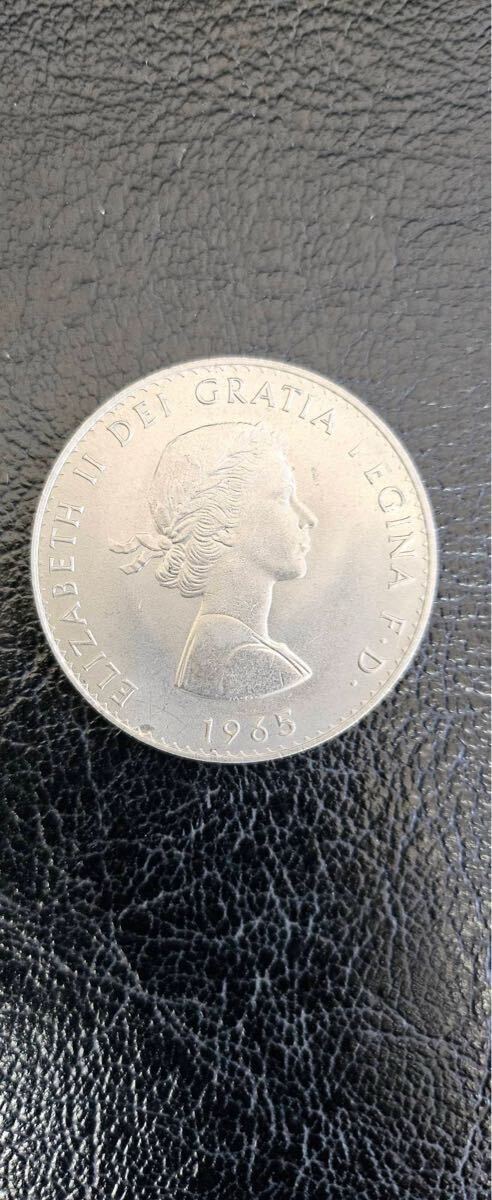 ELIZABETH II DEI GRATIA REGINA F.D.
1965